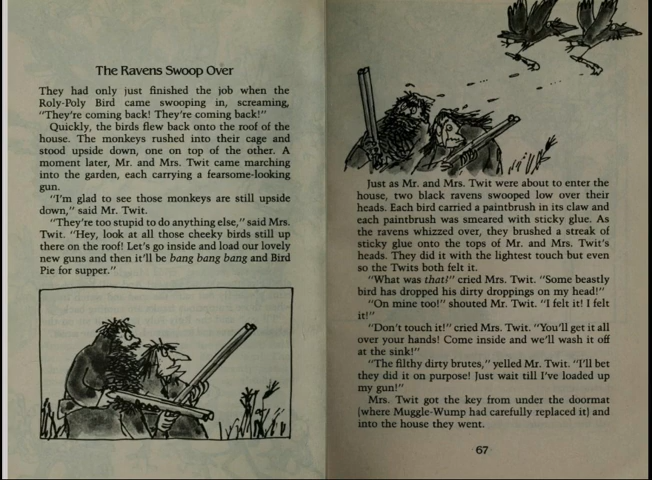 The Ravens Swoop Over
They had only just finished the job when the
Roly-Poly Bird came swooping in, screaming,
"They're coming back! They're coming back!"
Quickly, the birds flew back onto the roof of the
house. The monkeys rushed into their cage and
stood upside down, one on top of the other. A
moment later, Mr. and Mrs. Twit came marching
into the garden, each carrying a fearsome-looking
gun.
"I'm glad to see those monkeys are still upside
down," said Mr. Twit.
"They're too stupid to do anything else," said Mrs.
Twit. "Hey, look at all those cheeky birds still up
there on the roof! Let's go inside and load our lovely
new guns and then it'll be bang bang bang and Bird
Pie for supper."
Just as Mr. and Mrs. Twit were about to enter the
house, two black ravens swooped low over their
heads. Each bird carried a paintbrush in its claw and
each paintbrush was smeared with sticky glue. As
the ravens whizzed over, they brushed a streak of
sticky glue onto the tops of Mr. and Mrs. Twit's
heads. They did it with the lightest touch but even
so the Twits both felt it.
"What was that!" cried Mrs. Twit. "Some beastly
bird has dropped his dirty droppings on my head!"
"On mine too!" shouted Mr. Twit. "I felt it! I felt
it!"
"Don't touch it!" cried Mrs. Twit. "You'll get it all
over your hands! Come inside and we'll wash it off
at the sink!"
"The filthy dirty brutes," yelled Mr. Twit. "I'll bet
they did it on purpose! Just wait till I've loaded up
my gun!"
Mrs. Twit got the key from under the doormat
(where Muggle-Wump had carefully replaced it) and
into the house they went.
67